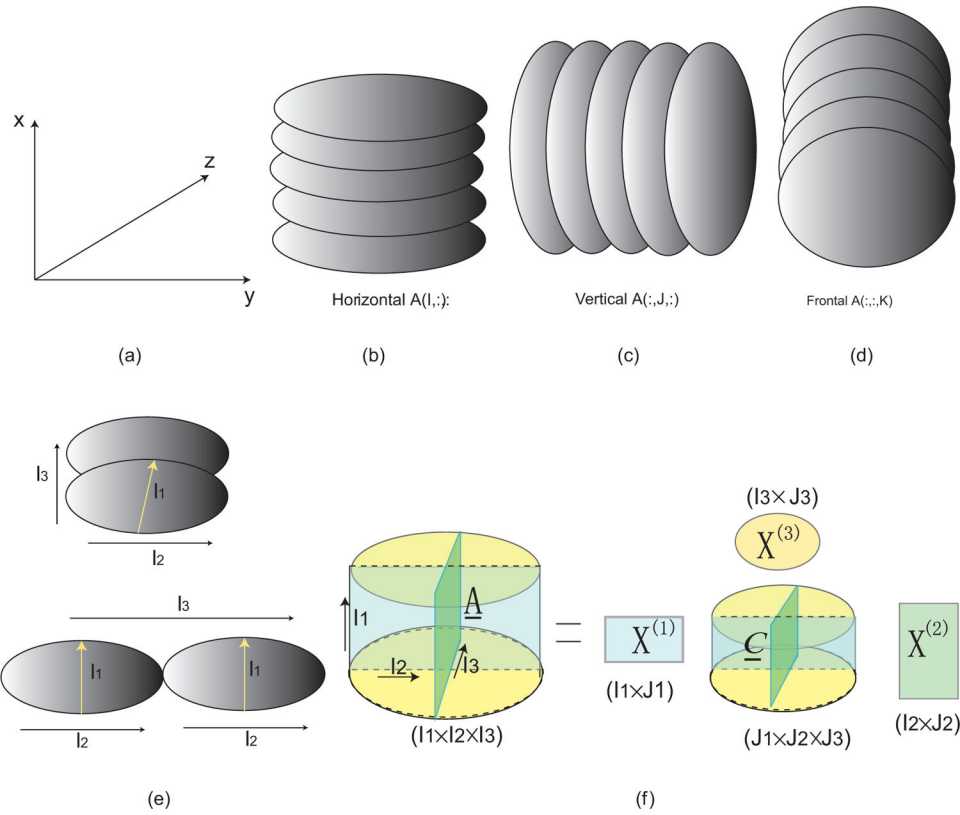 x
z
y
Horizontal A(I,:):
Vertical A(:,J,:)
Frontal A(:,:,K)
(a)
(b)
(c)
(d)
I3
I1
I2
I3
I1
I1
I2
I2
(e)
I1
A
I2
I3
(I1×I2×I3)
=
X(1)
(I1×J1)
(I3×J3)
X(3)
C
(J1×J2×J3)
X(2)
(I2×J2)
(f)